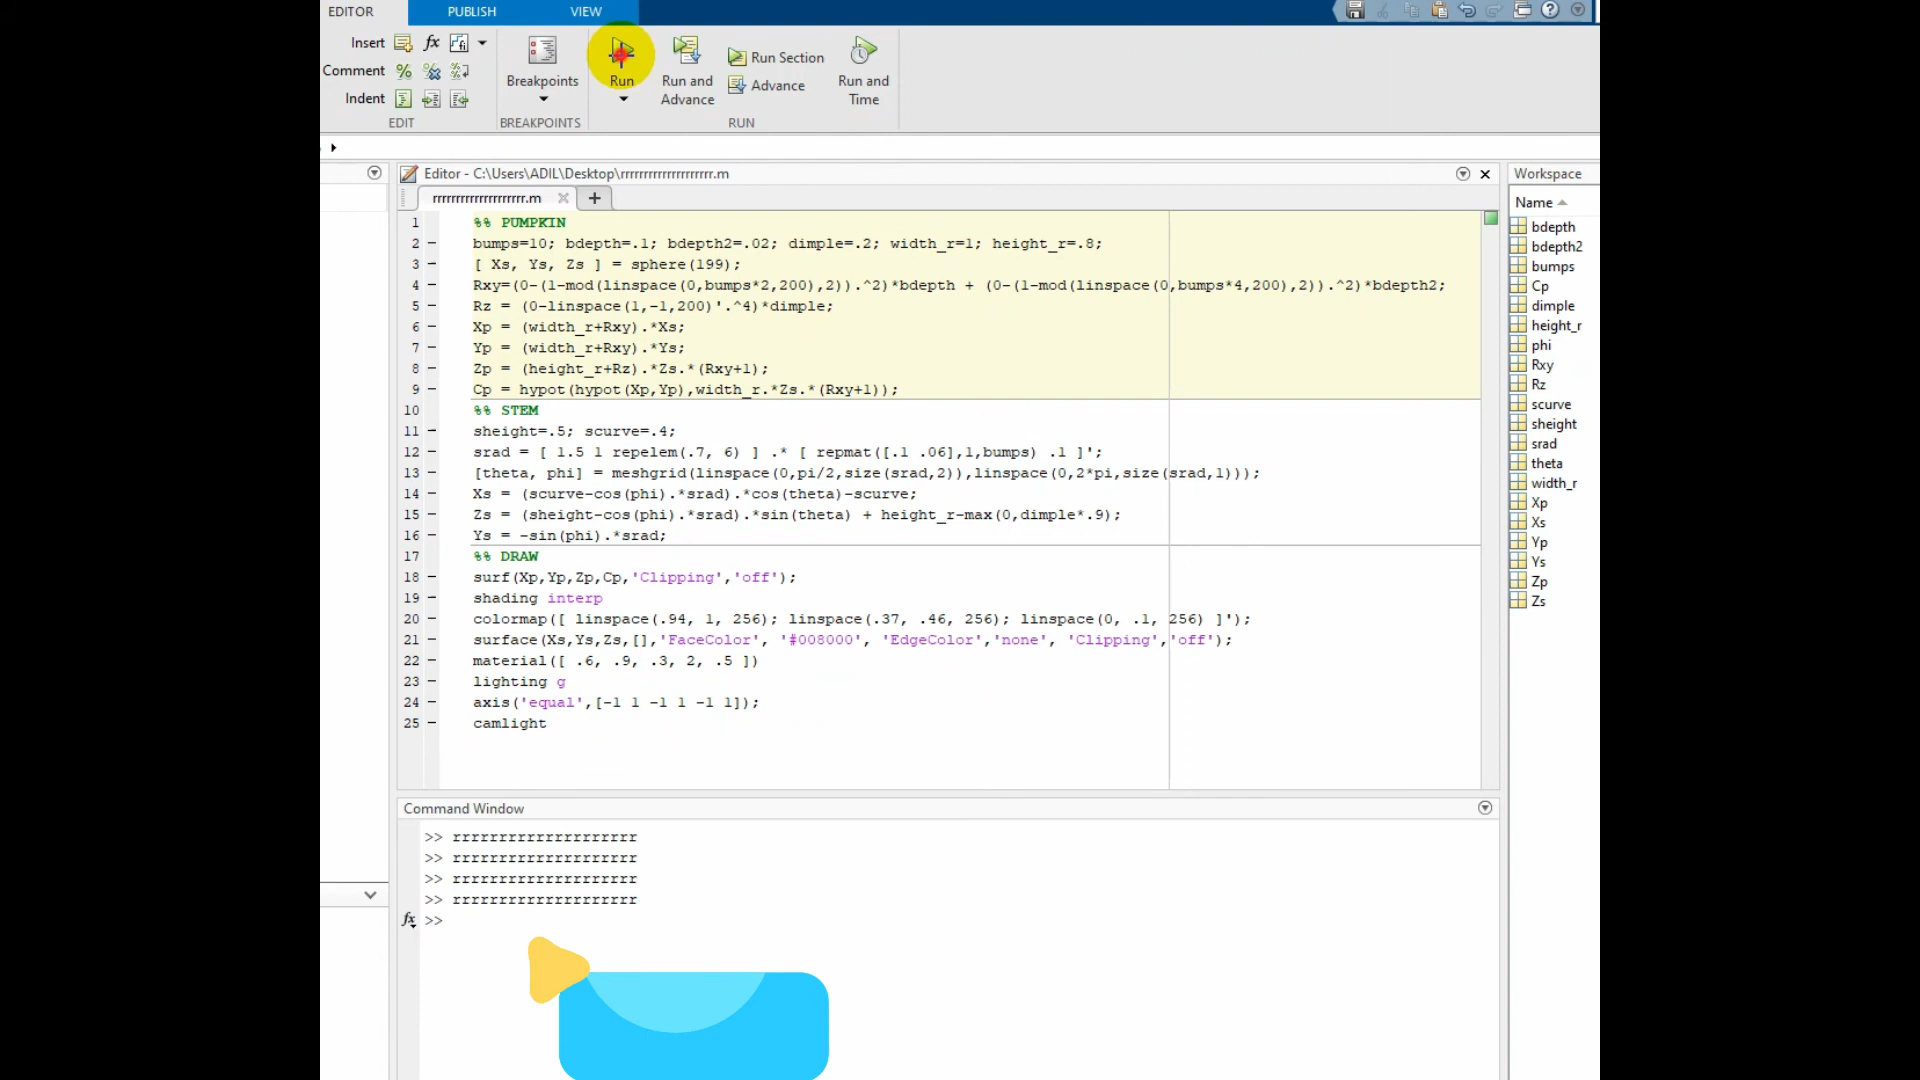 EDITOR
PUBLISH
VIEW
Insert
Comment
Indent
EDIT
Breakpoints
BREAKPOINTS
Run
Run and
Advance
Run Section
Advance
Run and
Time
RUN
Editor - C:\Users\ADIL\Desktop\rrrrrrrrrrrrrrrrrrrr.m
rrrrrrrrrrrrrrrrrrrr.m
1 %% PUMPKIN
2 - bumps=10; bdepth=.1; bdepth2=.02; dimple=.2; width_r=1; height_r=.8;
3 - [ Xs, Ys, Zs ] = sphere(199);
4 - Rxy=(0-(1-mod(linspace(0,bumps*2,200),2)).^2)*bdepth + (0-(1-mod(linspace(0,bumps*4,200),2)).^2)*bdepth2;
5 - Rz = (0-linspace(1,-1,200)'.^4)*dimple;
6 - Xp = (width_r+Rxy).*Xs;
7 - Yp = (width_r+Rxy).*Ys;
8 - Zp = (height_r+Rz).*Zs.*(Rxy+1);
9 - Cp = hypot(hypot(Xp,Yp),width_r.*Zs.*(Rxy+1));
10 %% STEM
11 - sheight=.5; scurve=.4;
12 - srad = [ 1.5 1 repelem(.7, 6) ] .* [ repmat([.1 .06],1,bumps) .1 ]';
13 - [theta, phi] = meshgrid(linspace(0,pi/2,size(srad,2)),linspace(0,2*pi,size(srad,1)));
14 - Xs = (scurve-cos(phi).*srad).*cos(theta)-scurve;
15 - Zs = (sheight-cos(phi).*srad).*sin(theta) + height_r-max(0,dimple*.9);
16 - Ys = -sin(phi).*srad;
17 %% DRAW
18 - surf(Xp,Yp,Zp,Cp,'Clipping','off');
19 - shading interp
20 - colormap([ linspace(.94, 1, 256); linspace(.37, .46, 256); linspace(0, .1, 256) ]');
21 - surface(Xs,Ys,Zs,[],'FaceColor', '#008000', 'EdgeColor','none', 'Clipping','off');
22 - material([ .6, .9, .3, 2, .5 ])
23 - lighting g
24 - axis('equal',[-1 1 -1 1 -1 1]);
25 - camlight
Command Window
>> rrrrrrrrrrrrrrrrrrrr
>> rrrrrrrrrrrrrrrrrrrr
>> rrrrrrrrrrrrrrrrrrrr
>> rrrrrrrrrrrrrrrrrrrr
fx >>
Workspace
Name
bdepth
bdepth2
bumps
Cp
dimple
height_r
phi
Rxy
Rz
scurve
sheight
srad
theta
width_r
Xp
Xs
Yp
Ys
Zp
Zs